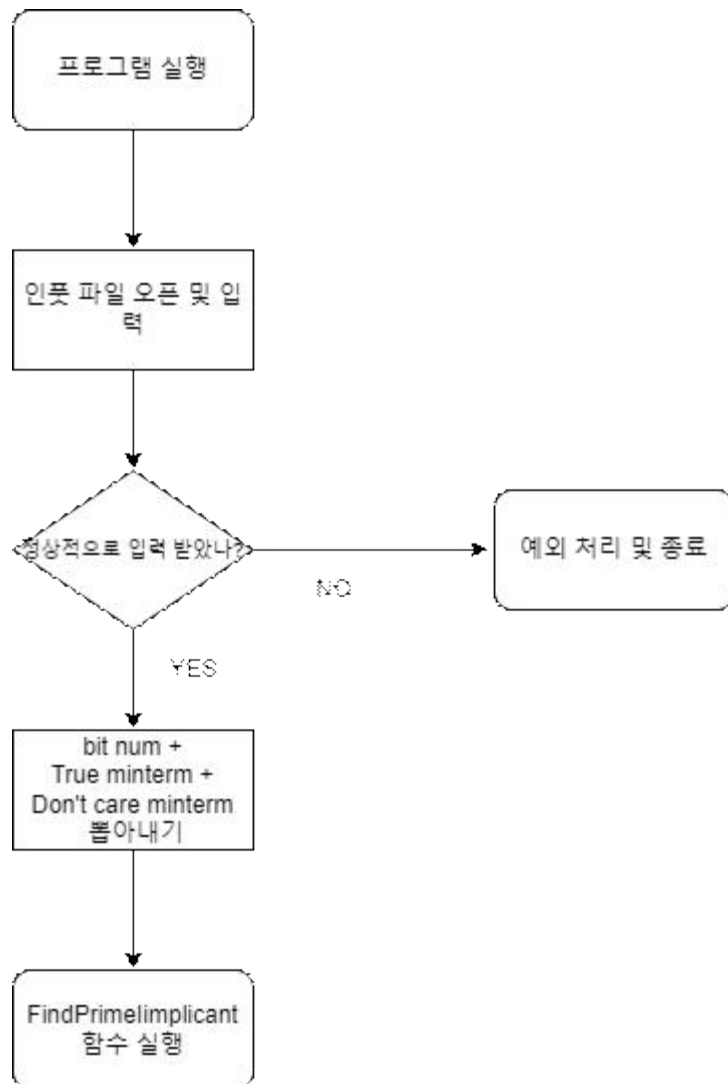 프로그램 실행
인풋 파일 오픈 및 입
력
정상적으로 입력 받았나?
예외 처리 및 종료
NO
YES
bit num +
True minterm +
Don't care minterm
뽑아내기
FindPrimeIimplicant
함수 실행